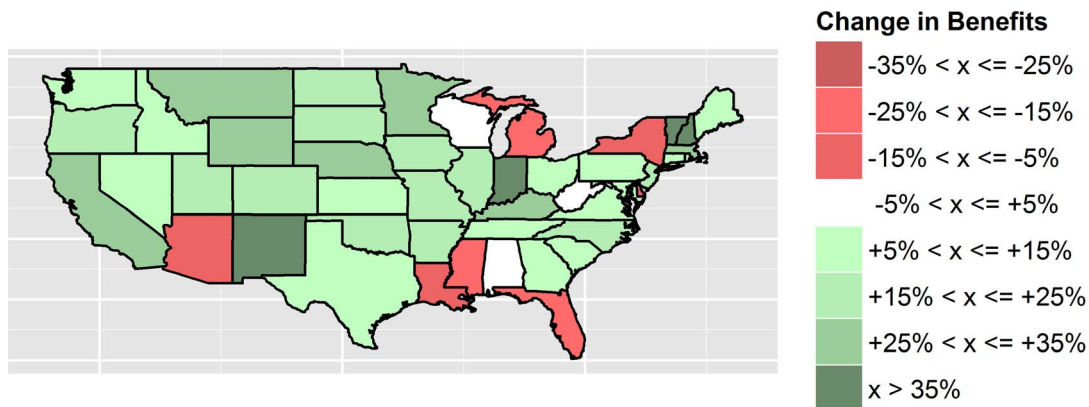 Change in Benefits
-35% < x <= -25%
-25% < x <= -15%
-15% < x <= -5%
-5% < x <= +5%
+5% < x <= +15%
+15% < x <= +25%
+25% < x <= +35%
x > 35%